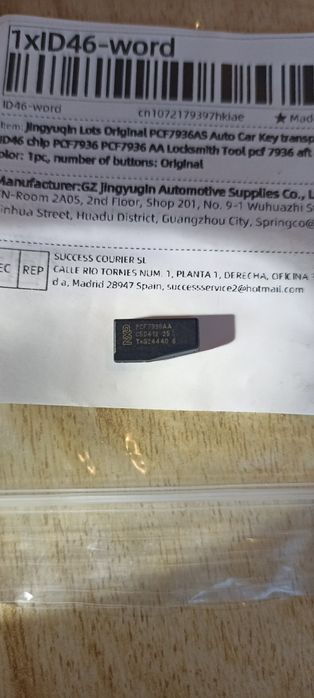 1xID46-word
ID46-word
cn1072179397hkiae
★ Mad
Item: Jingyuqin Lots Original PCF7936AS Auto Car Key transp
ID46 chip PCF7936 PCF7936 AA Locksmith Tool pcf 7936 aft
olor: 1pc, number of buttons: Original
Manufacturer:GZ Jingyuqin Automotive Supplies Co., L
N-Room 2A05, 2nd Floor, Shop 201, No. 9-1 Wuhuazhi S
inhua Street, Huadu District, Guangzhou City, Springco@
EC REP
SUCCESS COURIER SL
CALLE RIO TORMES NUM. 1, PLANTA 1, DERECHA, OFICINA
d a, Madrid 28947 Spain, successservice2@hotmail.com
NXP
PCF7936AA